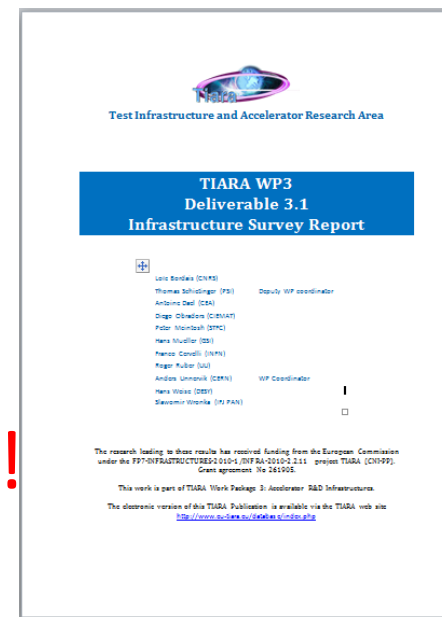 Tiara
Test Infrastructure and Accelerator Research Area
TIARA WP3
Deliverable 3.1
Infrastructure Survey Report
Lois Bordais (CNRS)
Thomas Schietinger (PSI) Deputy WP coordinator
Antoine Dael (CEA)
Diego Obradors (CIEMAT)
Peter McIntosh (STFC)
Hans Mueller (GSI)
Franco Cervelli (INFN)
Roger Ruber (UU)
Anders Unnervik (CERN) WP Coordinator
Hans Weise (DESY)
Slawomir Wronka (IPJ PAN)
!
The research leading to these results has received funding from the European Commission
under the FP7-INFRASTRUCTURES-2010-1/INFRA-2010-2.2.11 project TIARA (CNI-PP).
Grant agreement No 261905.
This work is part of TIARA Work Package 3: Accelerator R&D Infrastructures.
The electronic version of this TIARA Publication is available via the TIARA web site
http://www.eu-tiara.eu/database/index.php